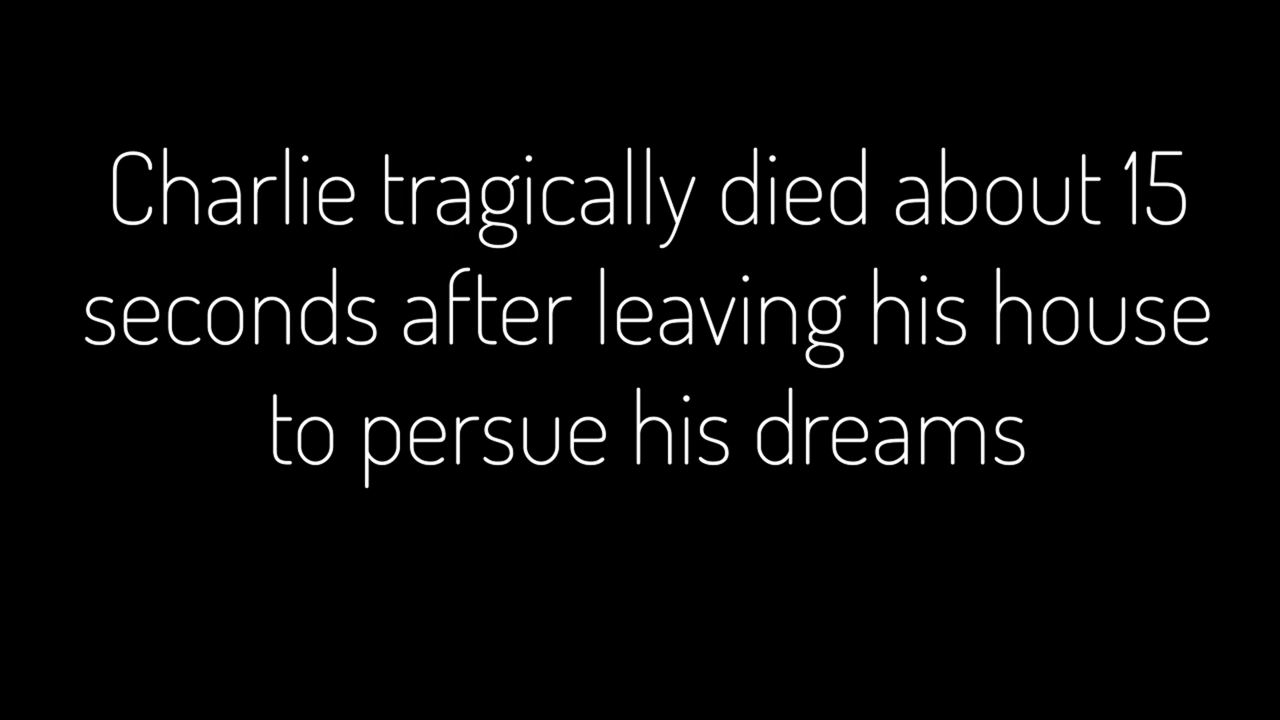 Charlie tragically died about 15
seconds after leaving his house
to persue his dreams